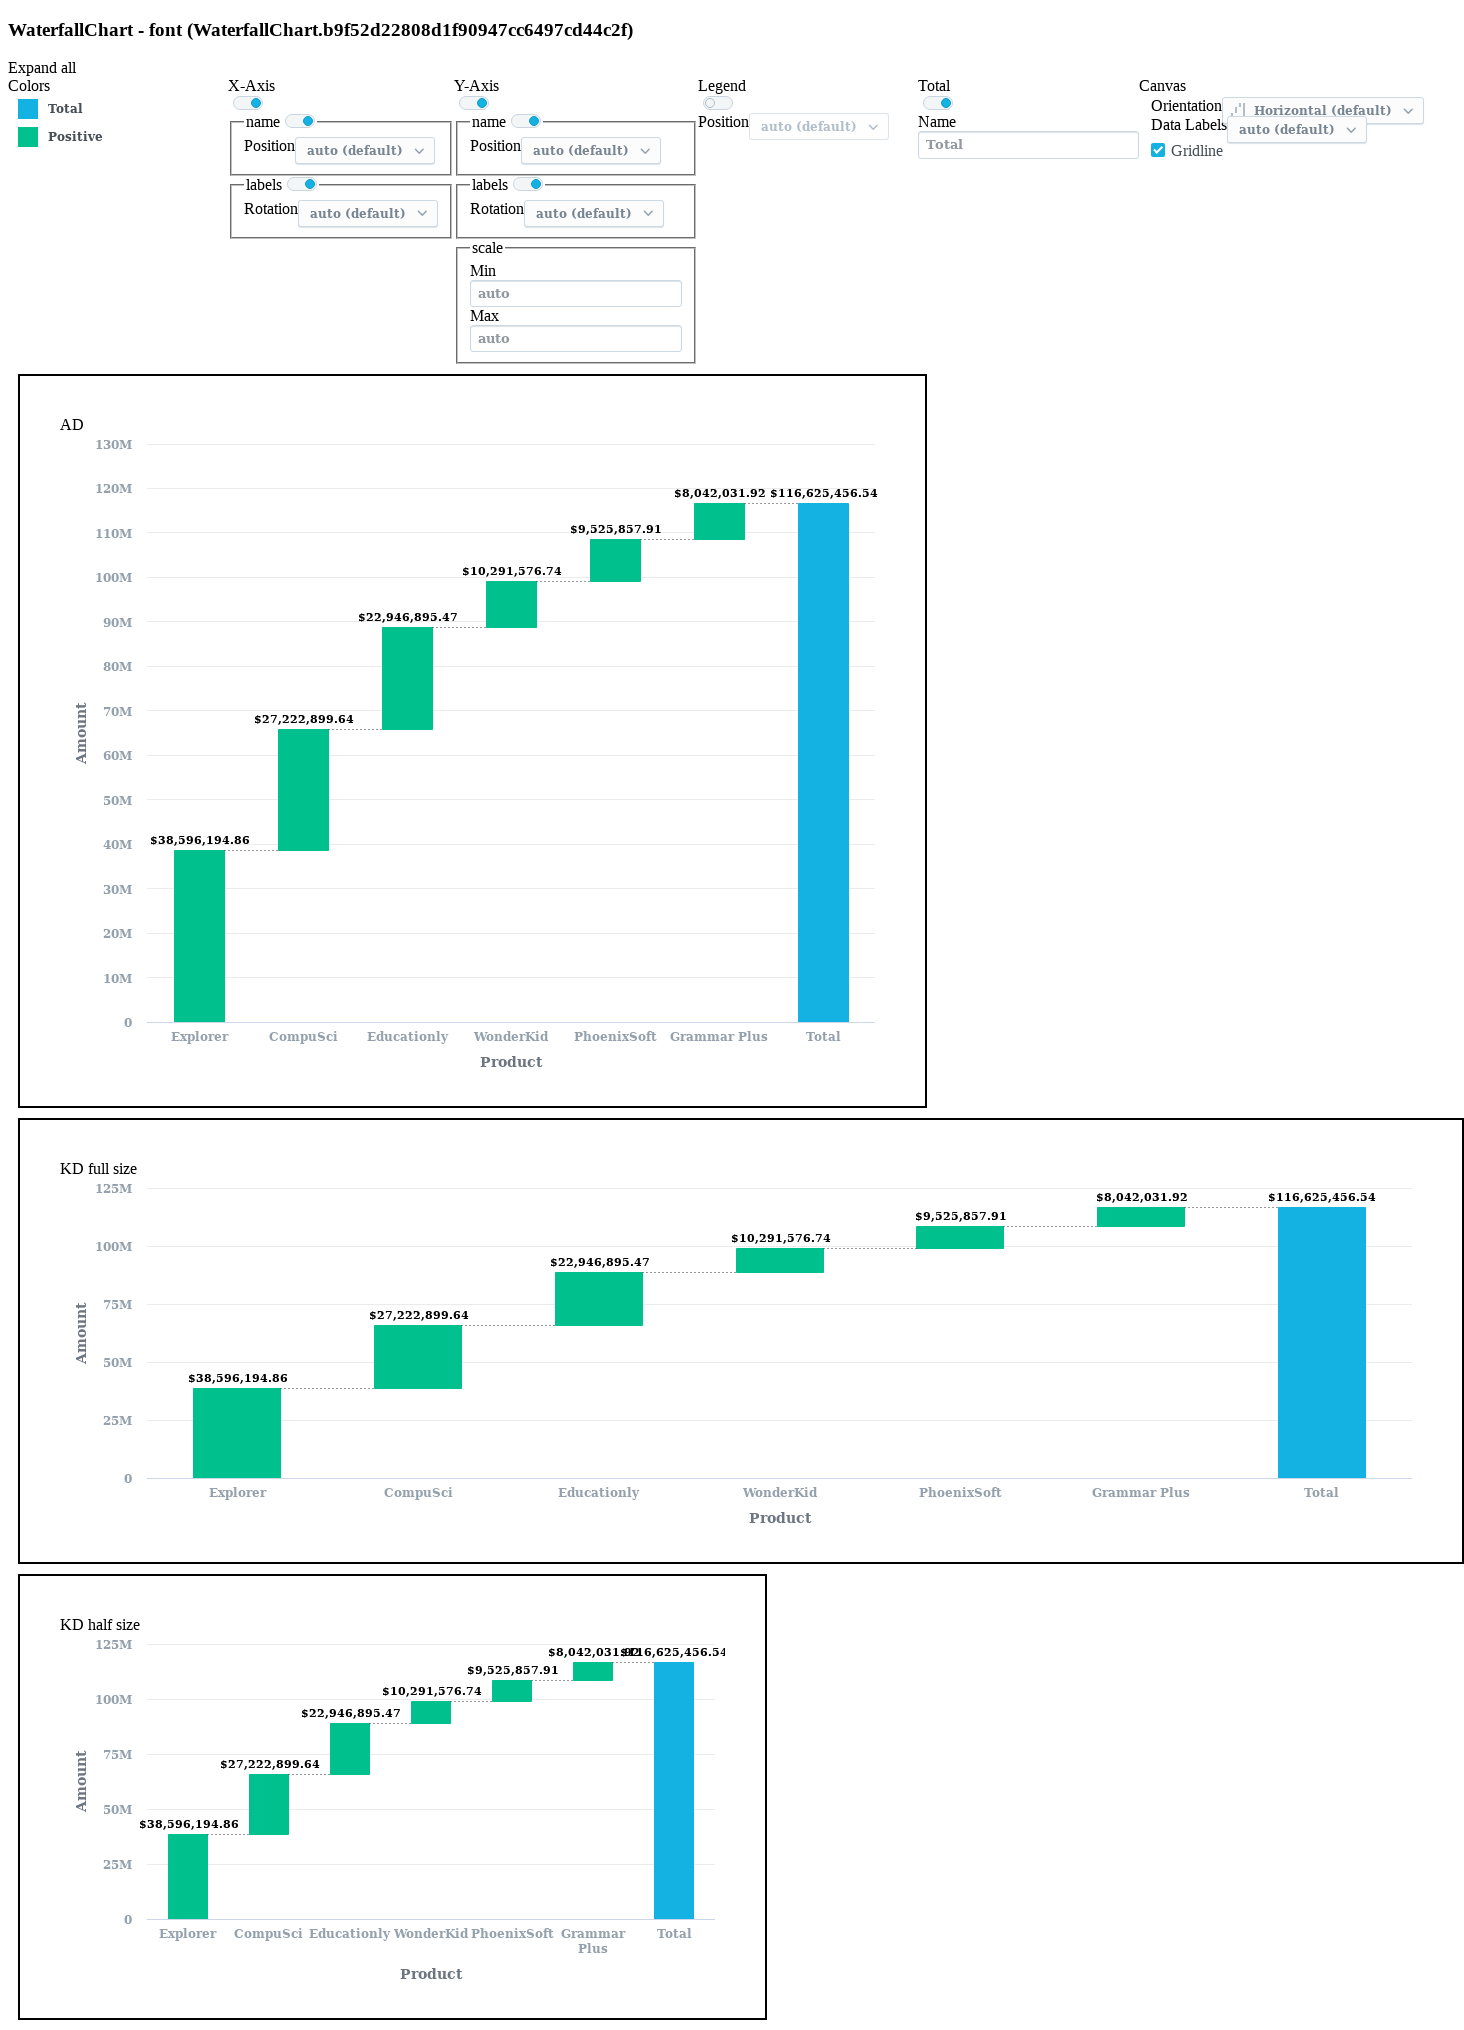 WaterfallChart - font (WaterfallChart.b9f52d22808d1f90947cc6497cd44c2f)
Expand all
Colors
Total
Positive
X-Axis
name
Position auto (default)
labels
Rotation auto (default)
Y-Axis
name
Position auto (default)
labels
Rotation auto (default)
scale
Min
auto
Max
auto
Legend
Position auto (default)
Total
Name
Total
Canvas
Orientation Horizontal (default)
Data Labels auto (default)
Gridline
AD
130M
120M
110M
100M
90M
80M
70M
60M
50M
40M
30M
20M
10M
0
Amount
$38,596,194.86
$27,222,899.64
$22,946,895.47
$10,291,576.74
$9,525,857.91
$8,042,031.92
$116,625,456.54
Explorer CompuSci Educationly WonderKid PhoenixSoft Grammar Plus Total
Product
KD full size
125M
100M
75M
50M
25M
0
Amount
$38,596,194.86
$27,222,899.64
$22,946,895.47
$10,291,576.74
$9,525,857.91
$8,042,031.92
$116,625,456.54
Explorer CompuSci Educationly WonderKid PhoenixSoft Grammar Plus Total
Product
KD half size
125M
100M
75M
50M
25M
0
Amount
$38,596,194.86
$27,222,899.64
$22,946,895.47
$10,291,576.74
$9,525,857.91
$8,042,031.92
$116,625,456.54
Explorer CompuSci Educationly WonderKid PhoenixSoft Grammar Total
Plus
Product